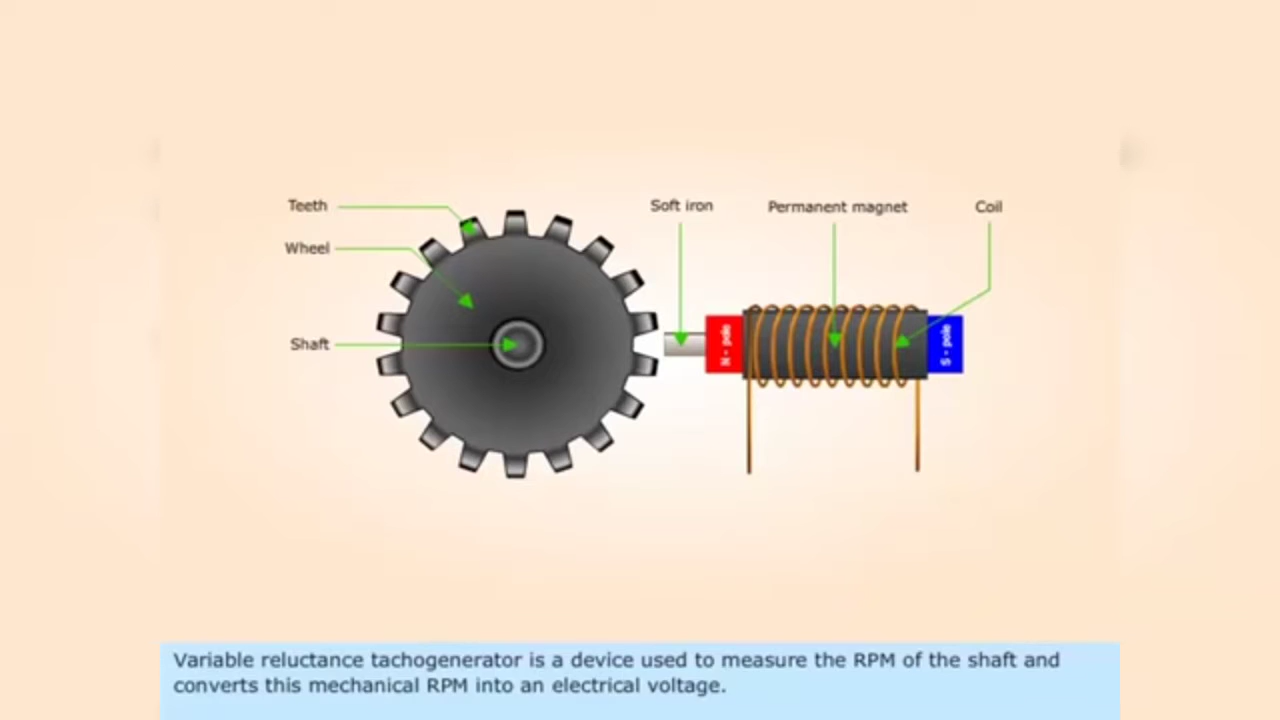 Teeth
Wheel
Shaft
Soft iron
Permanent magnet
Coil
N - pole
S - pole
Variable reluctance tachogenerator is a device used to measure the RPM of the shaft and
converts this mechanical RPM into an electrical voltage.